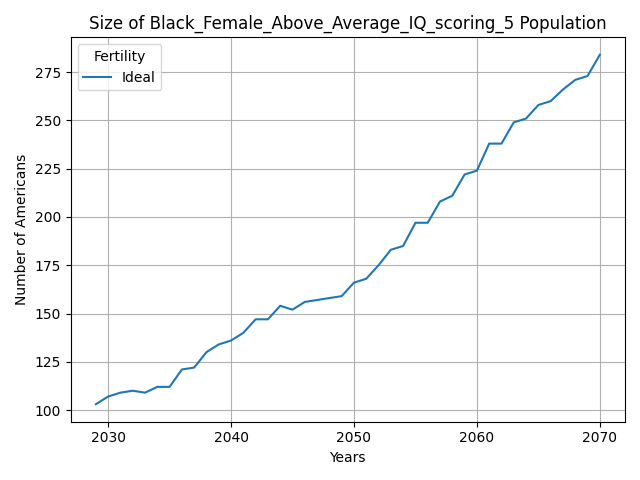 Size of Black_Female_Above_Average_IQ_scoring_5 Population
Fertility
Ideal
Number of Americans
275
250
225
200
175
150
125
100
2030 2040 2050 2060 2070
Years